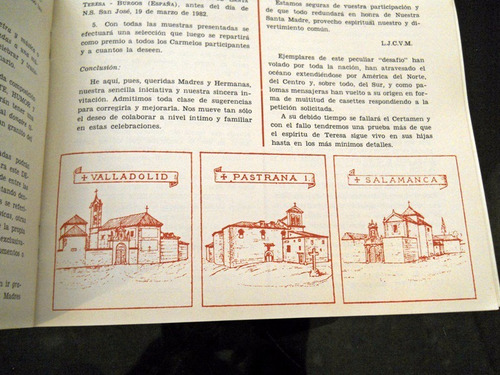 TERESA - BURGOS (ESPAÑA), antes del día de
N.S. San José, 19 de marzo de 1982.
5. Con todas las muestras presentadas se
efectuará una selección que luego se repartirá
como premio a todos los Carmelos participantes
y a cuantos la deseen.
Conclusión:
He aquí, pues, queridas Madres y Hermanas,
nuestra sencilla iniciativa y nuestra sincera in-
vitación. Admitimos toda clase de sugerencias
para corregirla y mejorarla. Nos mueve tan sólo
el deseo de colaborar a nivel íntimo y familiar
en estas celebraciones.
Estamos seguras de vuestra participación y
de que todo redundará en honra de Nuestra
Santa Madre, provecho espiritual nuestro y di-
vertimiento común.
L.J.C.V.M.
Ejemplares de este peculiar "desafío" han
volado por toda la nación, han atravesado el
océano extendiéndose por América del Norte,
del Centro y, sobre todo, del Sur, y como pa-
lomas mensajeras han vuelto a su origen en for-
ma de multitud de casettes respondiendo a la
petición solicitada.
A su debido tiempo se fallará el Certamen y
con el fallo tendremos una prueba más de que
el espíritu de Teresa sigue vivo en sus hijas
hasta en los más mínimos detalles.
+ VALLADOLID
+ PASTRANA
+ SALAMANCA